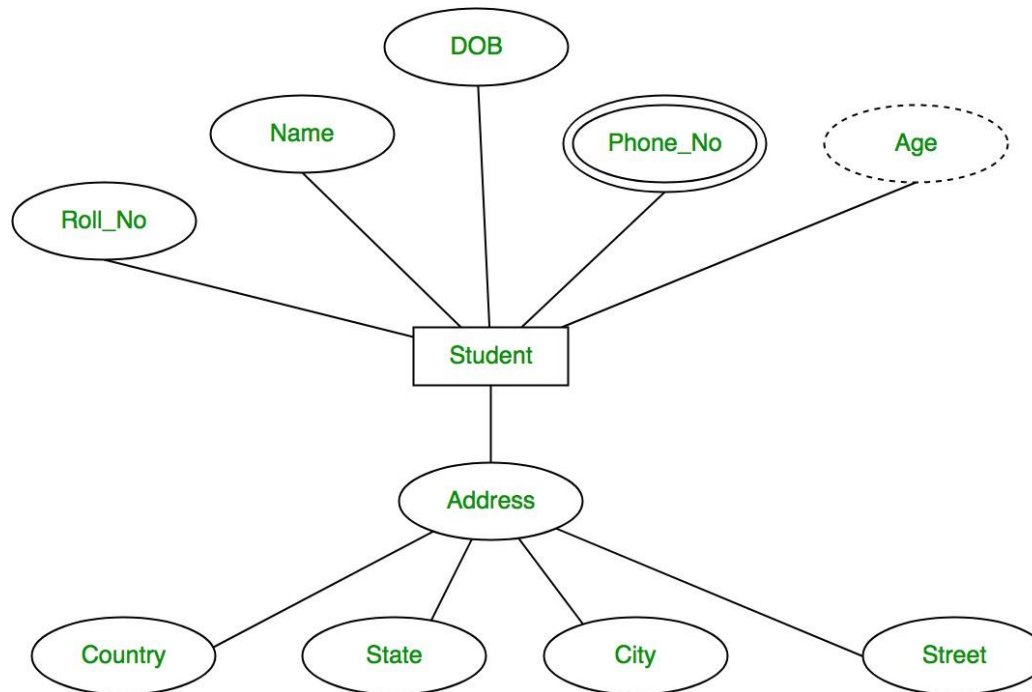 DOB
Name
Phone_No
Age
Roll_No
Student
Address
Country
State
City
Street